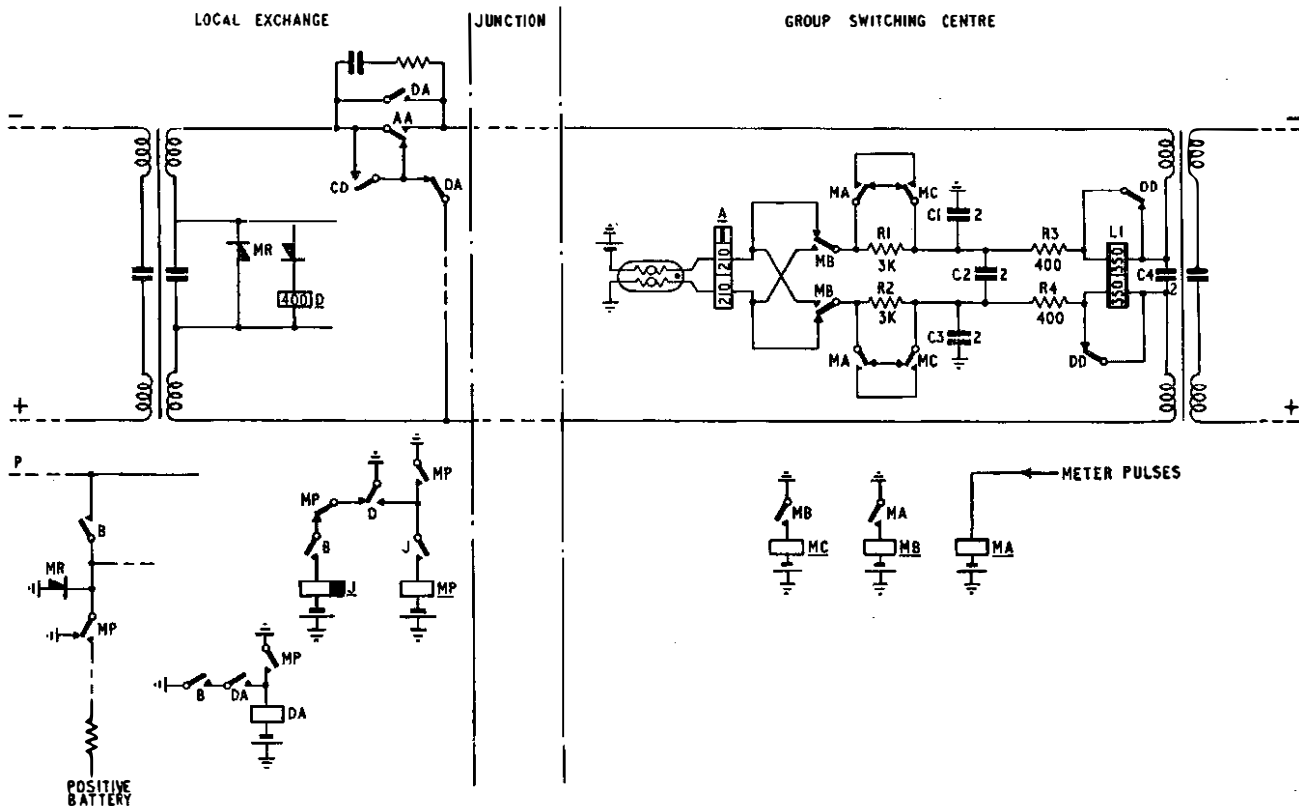 LOCAL EXCHANGE
JUNCTION
GROUP SWITCHING CENTRE
DA
AA
CD
DA
MR
400 D
A
210
210
MB
MB
MA
MC
R1
3K
R2
3K
MA
MC
C1 2
C2 2
C3 2
R3
400
R4
400
L1
350
350
DD
DD
C4
2
−
+
−
+
P
B
MR
MP
POSITIVE
BATTERY
MP
D
MP
B
J
J
MP
MP
B
DA
DA
MB
MC
MA
MB
METER PULSES
MA